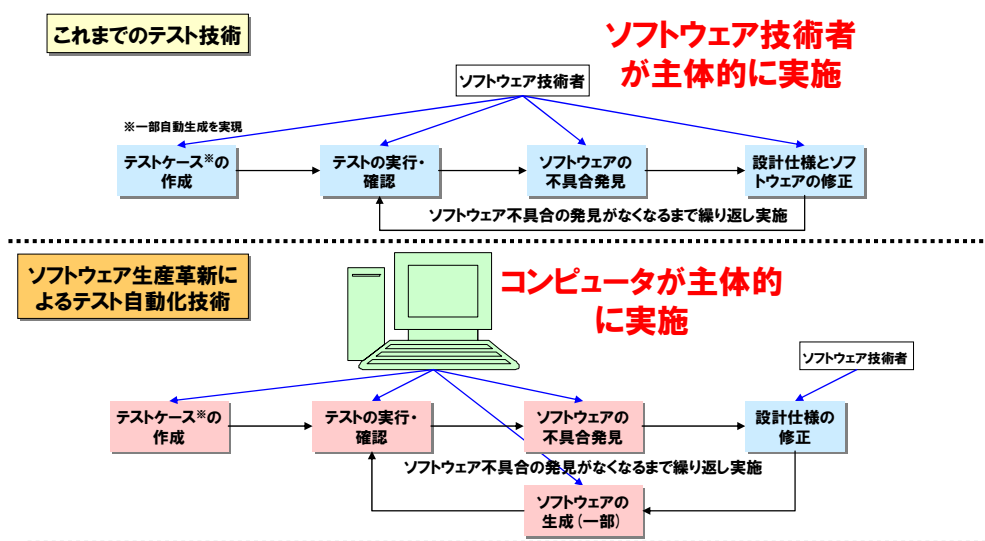 これまでのテスト技術
ソフトウェア技術者
が主体的に実施
ソフトウェア技術者
※一部自動生成を実現
テストケース※の
作成
テストの実行・
確認
ソフトウェアの
不具合発見
設計仕様とソフ
トウェアの修正
ソフトウェア不具合の発見がなくなるまで繰り返し実施
ソフトウェア生産革新に
よるテスト自動化技術
コンピュータが主体的
に実施
ソフトウェア技術者
テストケース※の
作成
テストの実行・
確認
ソフトウェアの
不具合発見
設計仕様の
修正
ソフトウェア不具合の発見がなくなるまで繰り返し実施
ソフトウェアの
生成(一部)